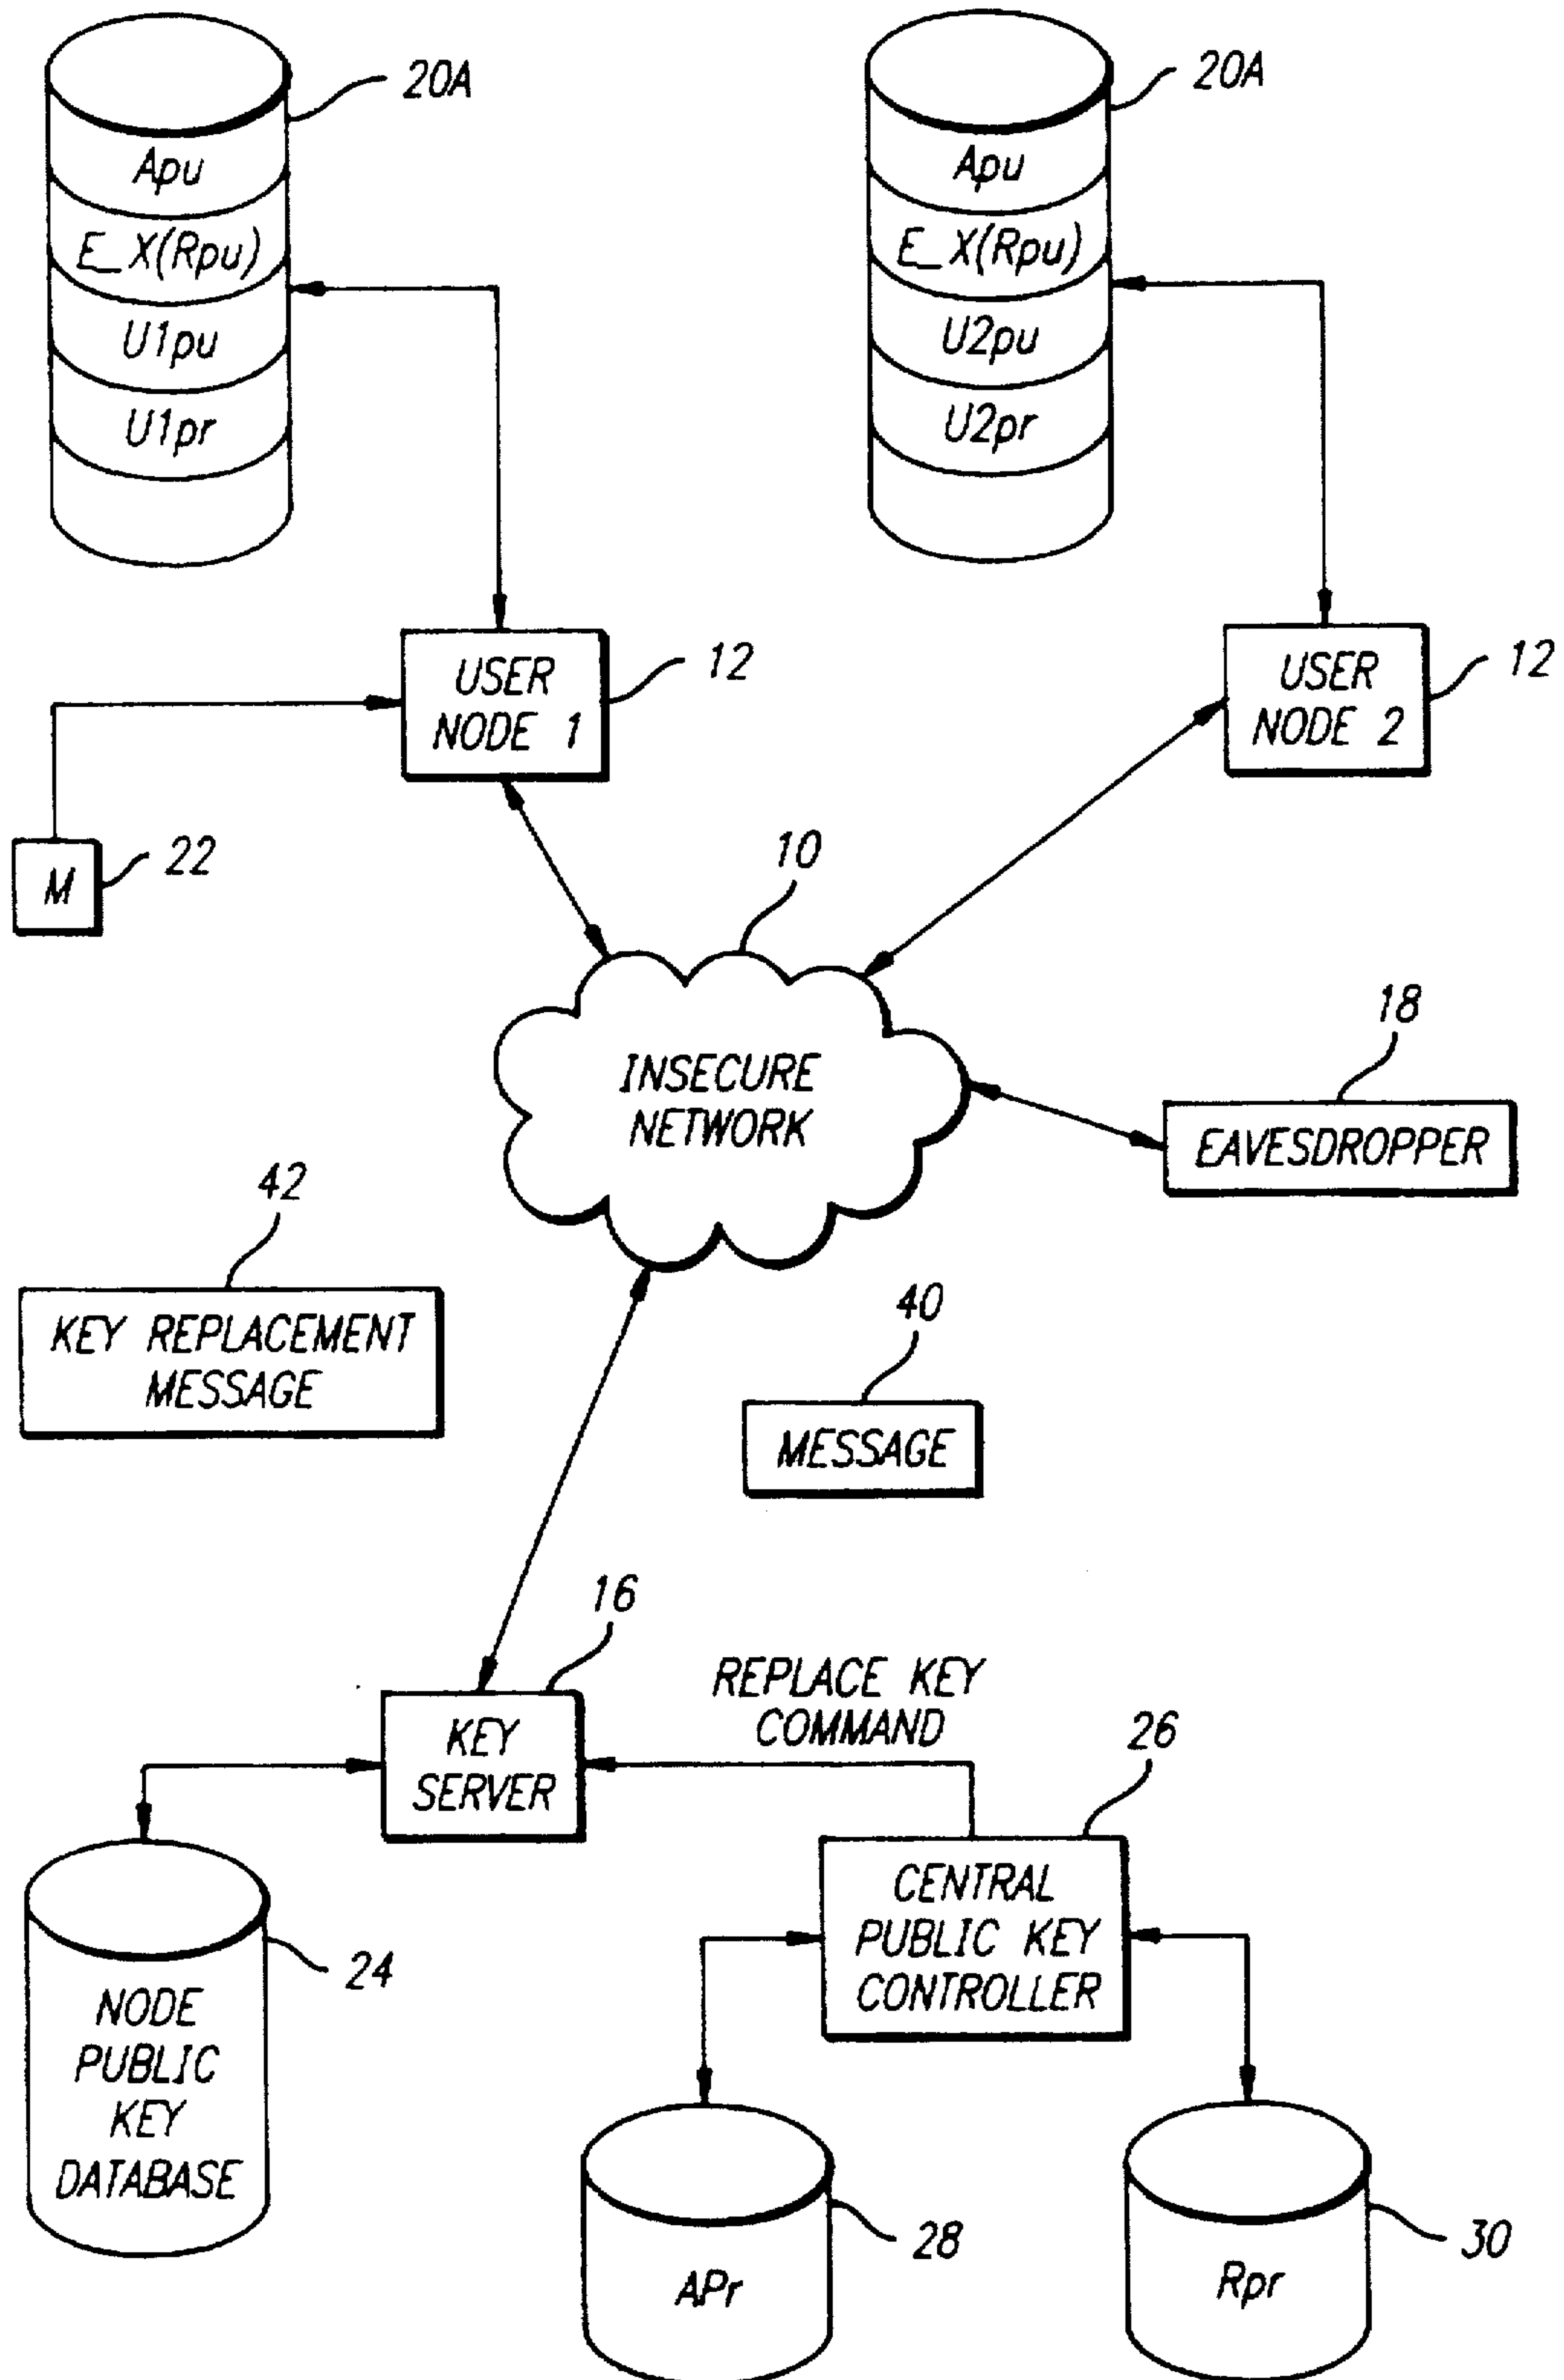 20A
20A
Apu
Apu
E_X(Rpu)
E_X(Rpu)
U1pu
U2pu
U1pr
U2pr
USER
NODE 1
12
USER
NODE 2
12
M
22
10
INSECURE
NETWORK
18
EAVESDROPPER
42
KEY REPLACEMENT
MESSAGE
40
MESSAGE
16
KEY
SERVER
REPLACE KEY
COMMAND
26
CENTRAL
PUBLIC KEY
CONTROLLER
24
NODE
PUBLIC
KEY
DATABASE
28
APr
30
Rpr